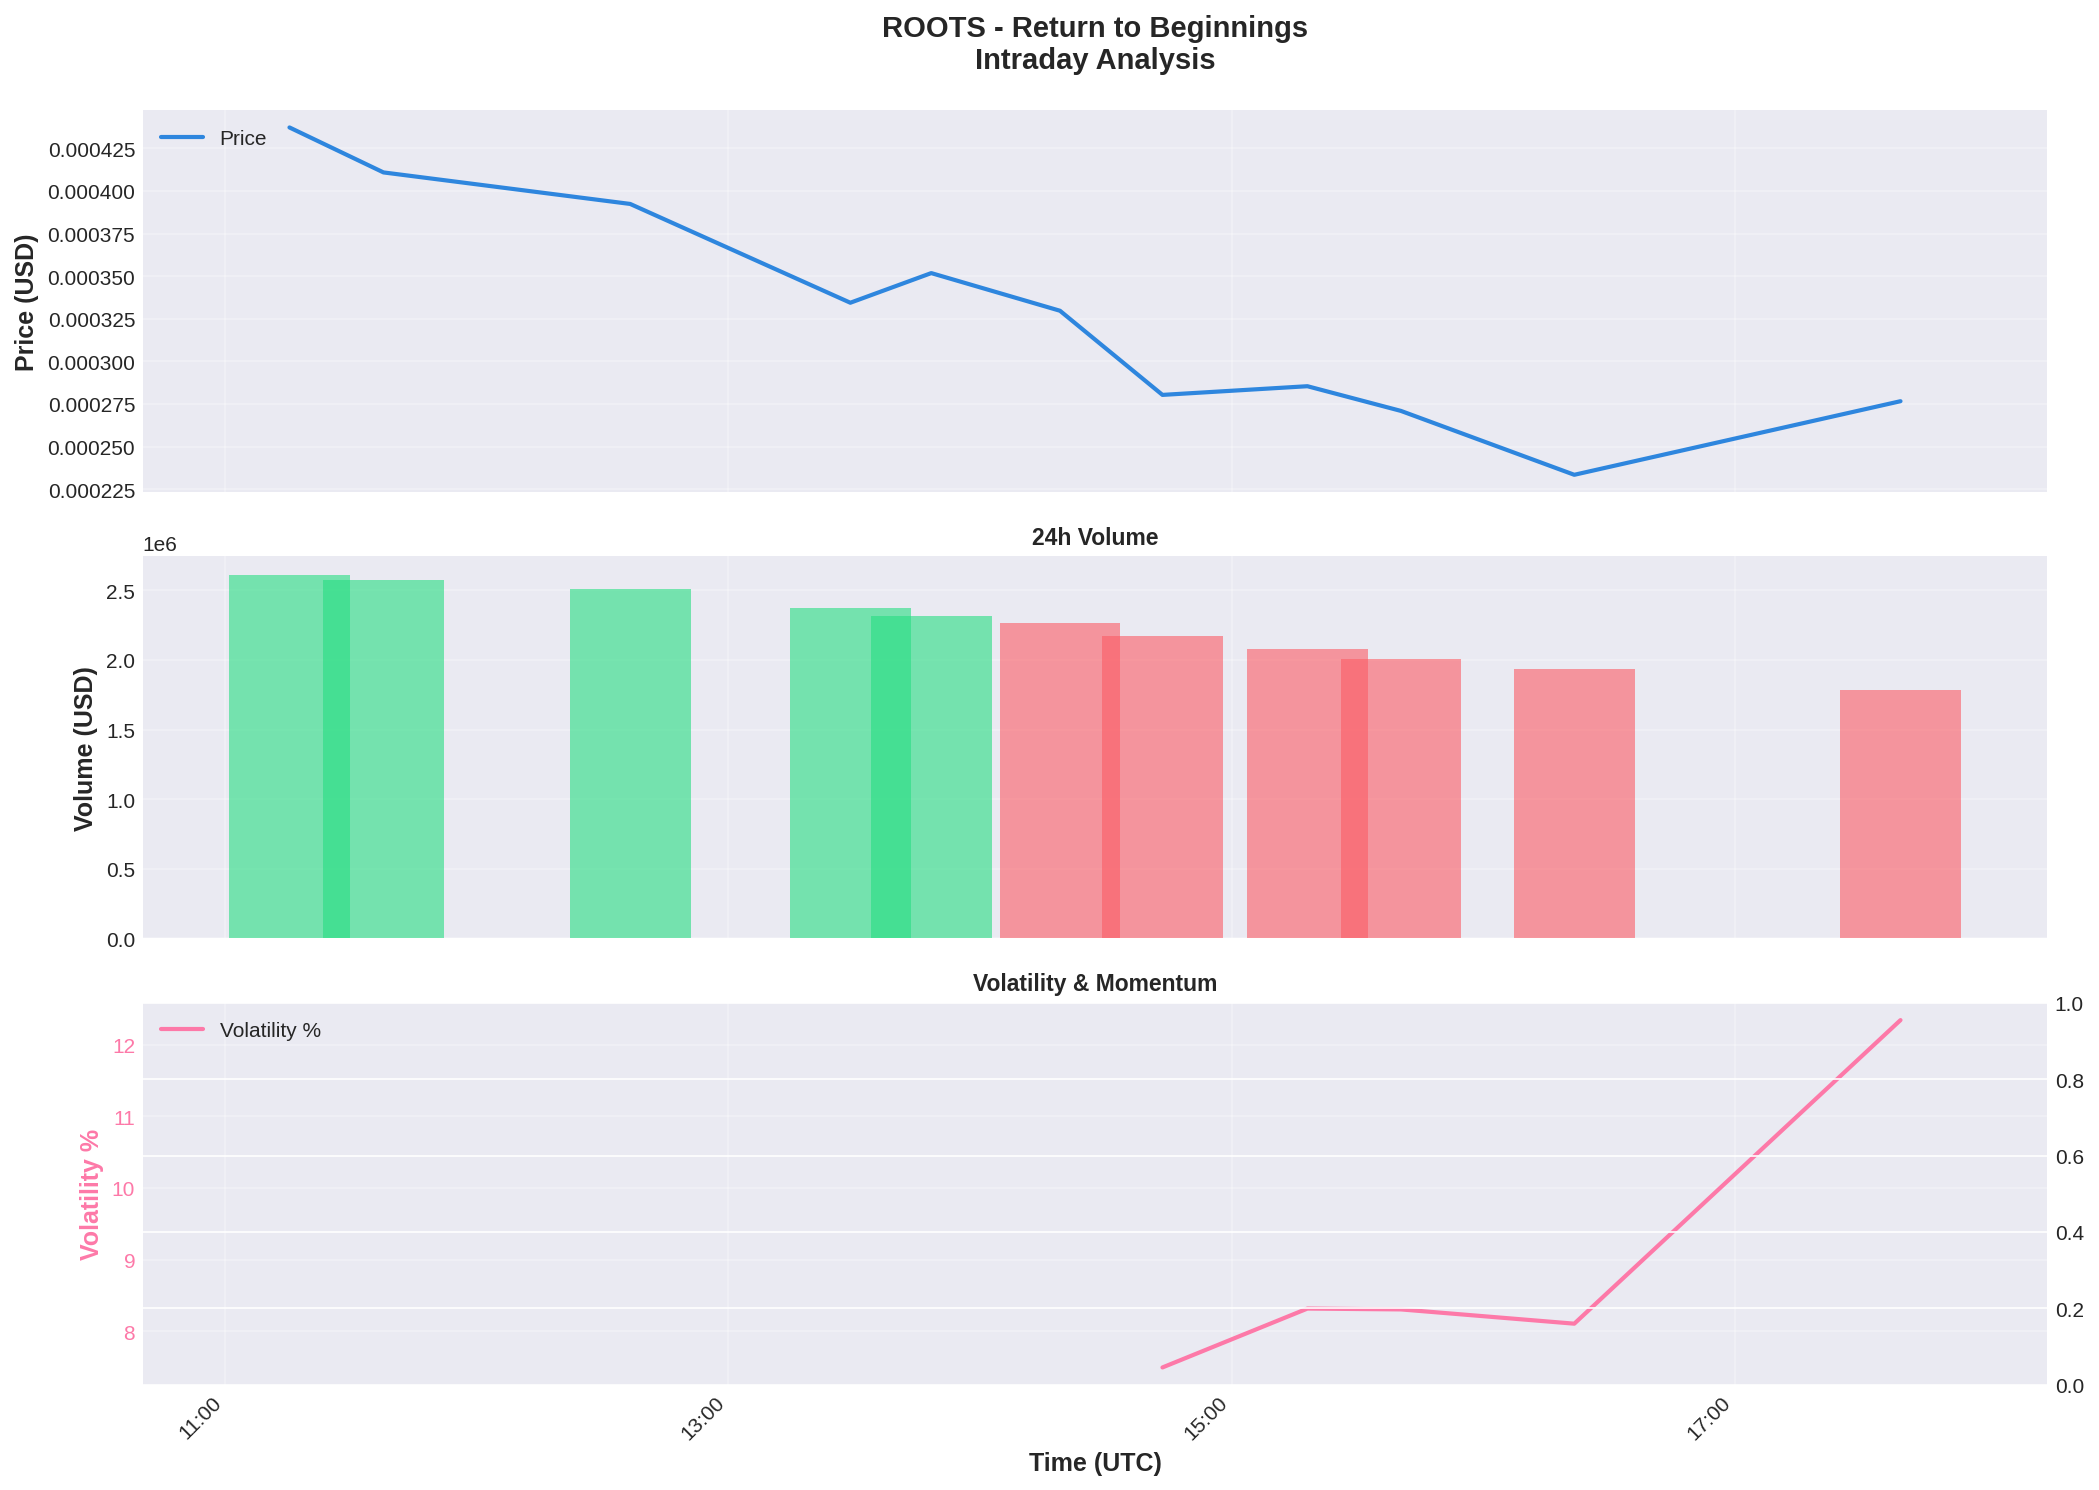 ROOTS - Return to Beginnings
Intraday Analysis
Price
0.000425
0.000400
0.000375
0.000350
0.000325
0.000300
0.000275
0.000250
0.000225
Price (USD)
24h Volume
1e6
2.5
2.0
1.5
1.0
0.5
0.0
Volume (USD)
Volatility & Momentum
Volatility %
12
11
10
9
8
Volatility %
1.0
0.8
0.6
0.4
0.2
0.0
11:00
13:00
15:00
17:00
Time (UTC)